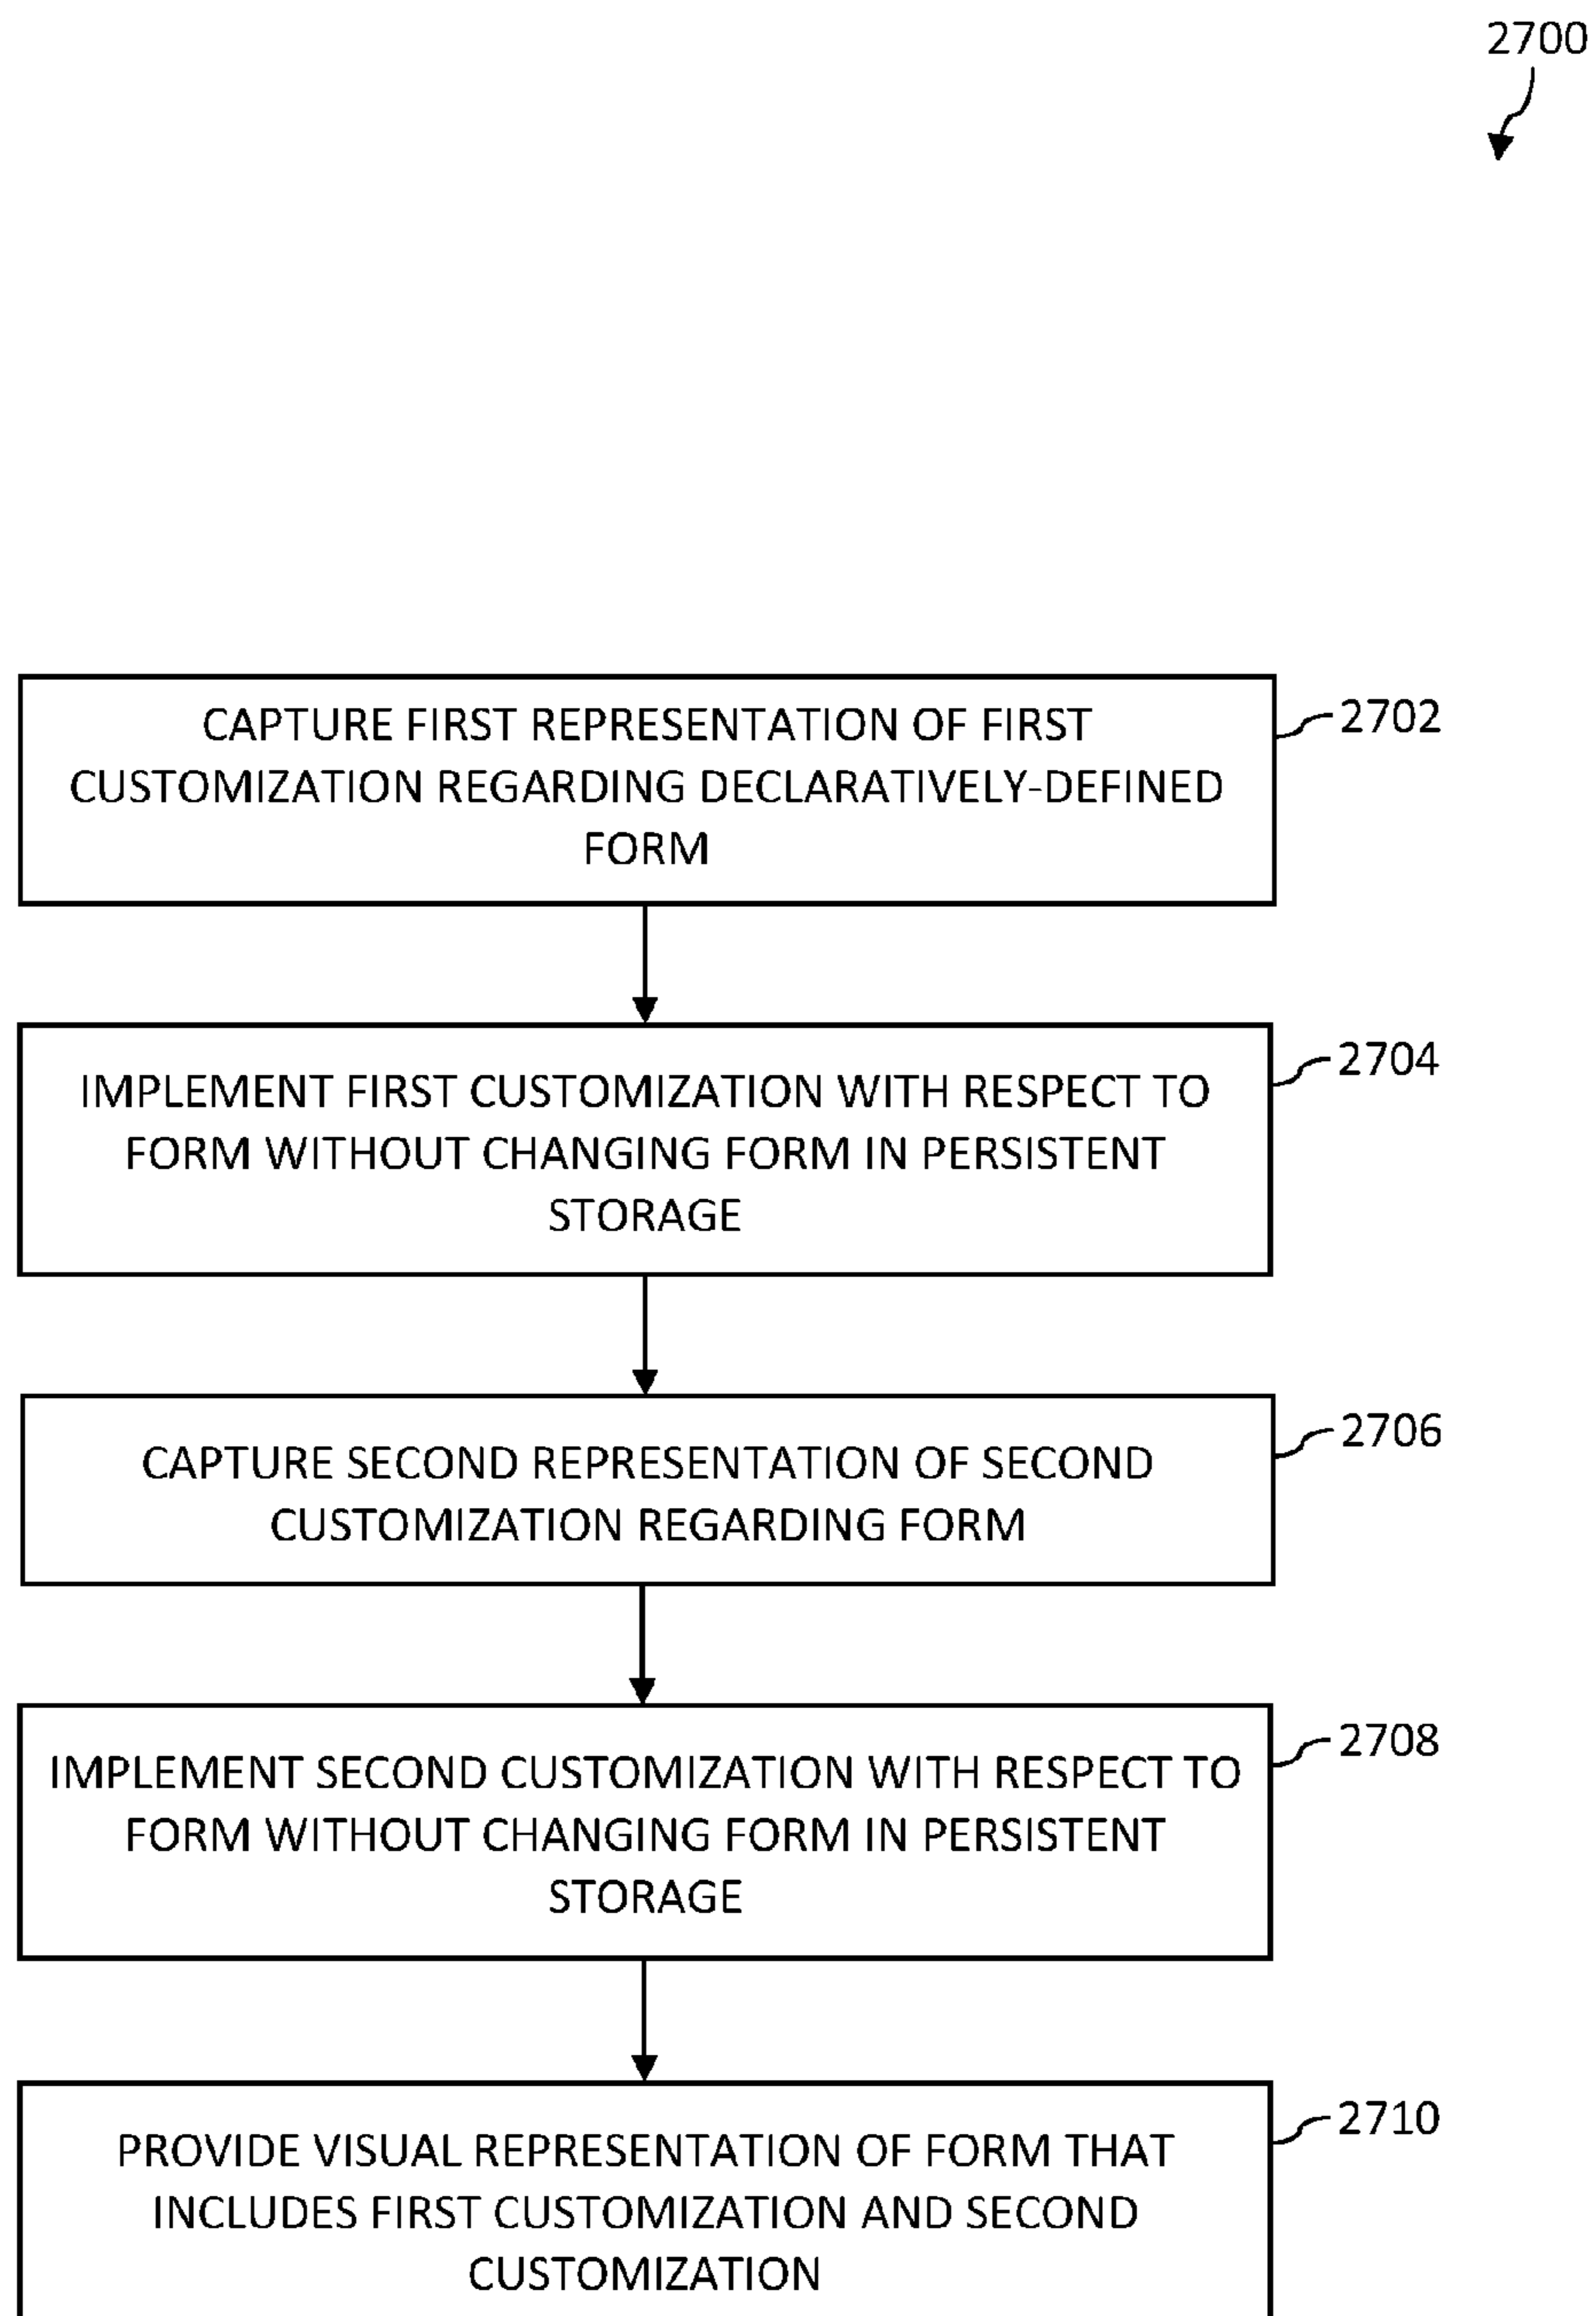 2700
CAPTURE FIRST REPRESENTATION OF FIRST
CUSTOMIZATION REGARDING DECLARATIVELY-DEFINED
FORM
2702
IMPLEMENT FIRST CUSTOMIZATION WITH RESPECT TO
FORM WITHOUT CHANGING FORM IN PERSISTENT
STORAGE
2704
CAPTURE SECOND REPRESENTATION OF SECOND
CUSTOMIZATION REGARDING FORM
2706
IMPLEMENT SECOND CUSTOMIZATION WITH RESPECT TO
FORM WITHOUT CHANGING FORM IN PERSISTENT
STORAGE
2708
PROVIDE VISUAL REPRESENTATION OF FORM THAT
INCLUDES FIRST CUSTOMIZATION AND SECOND
CUSTOMIZATION
2710